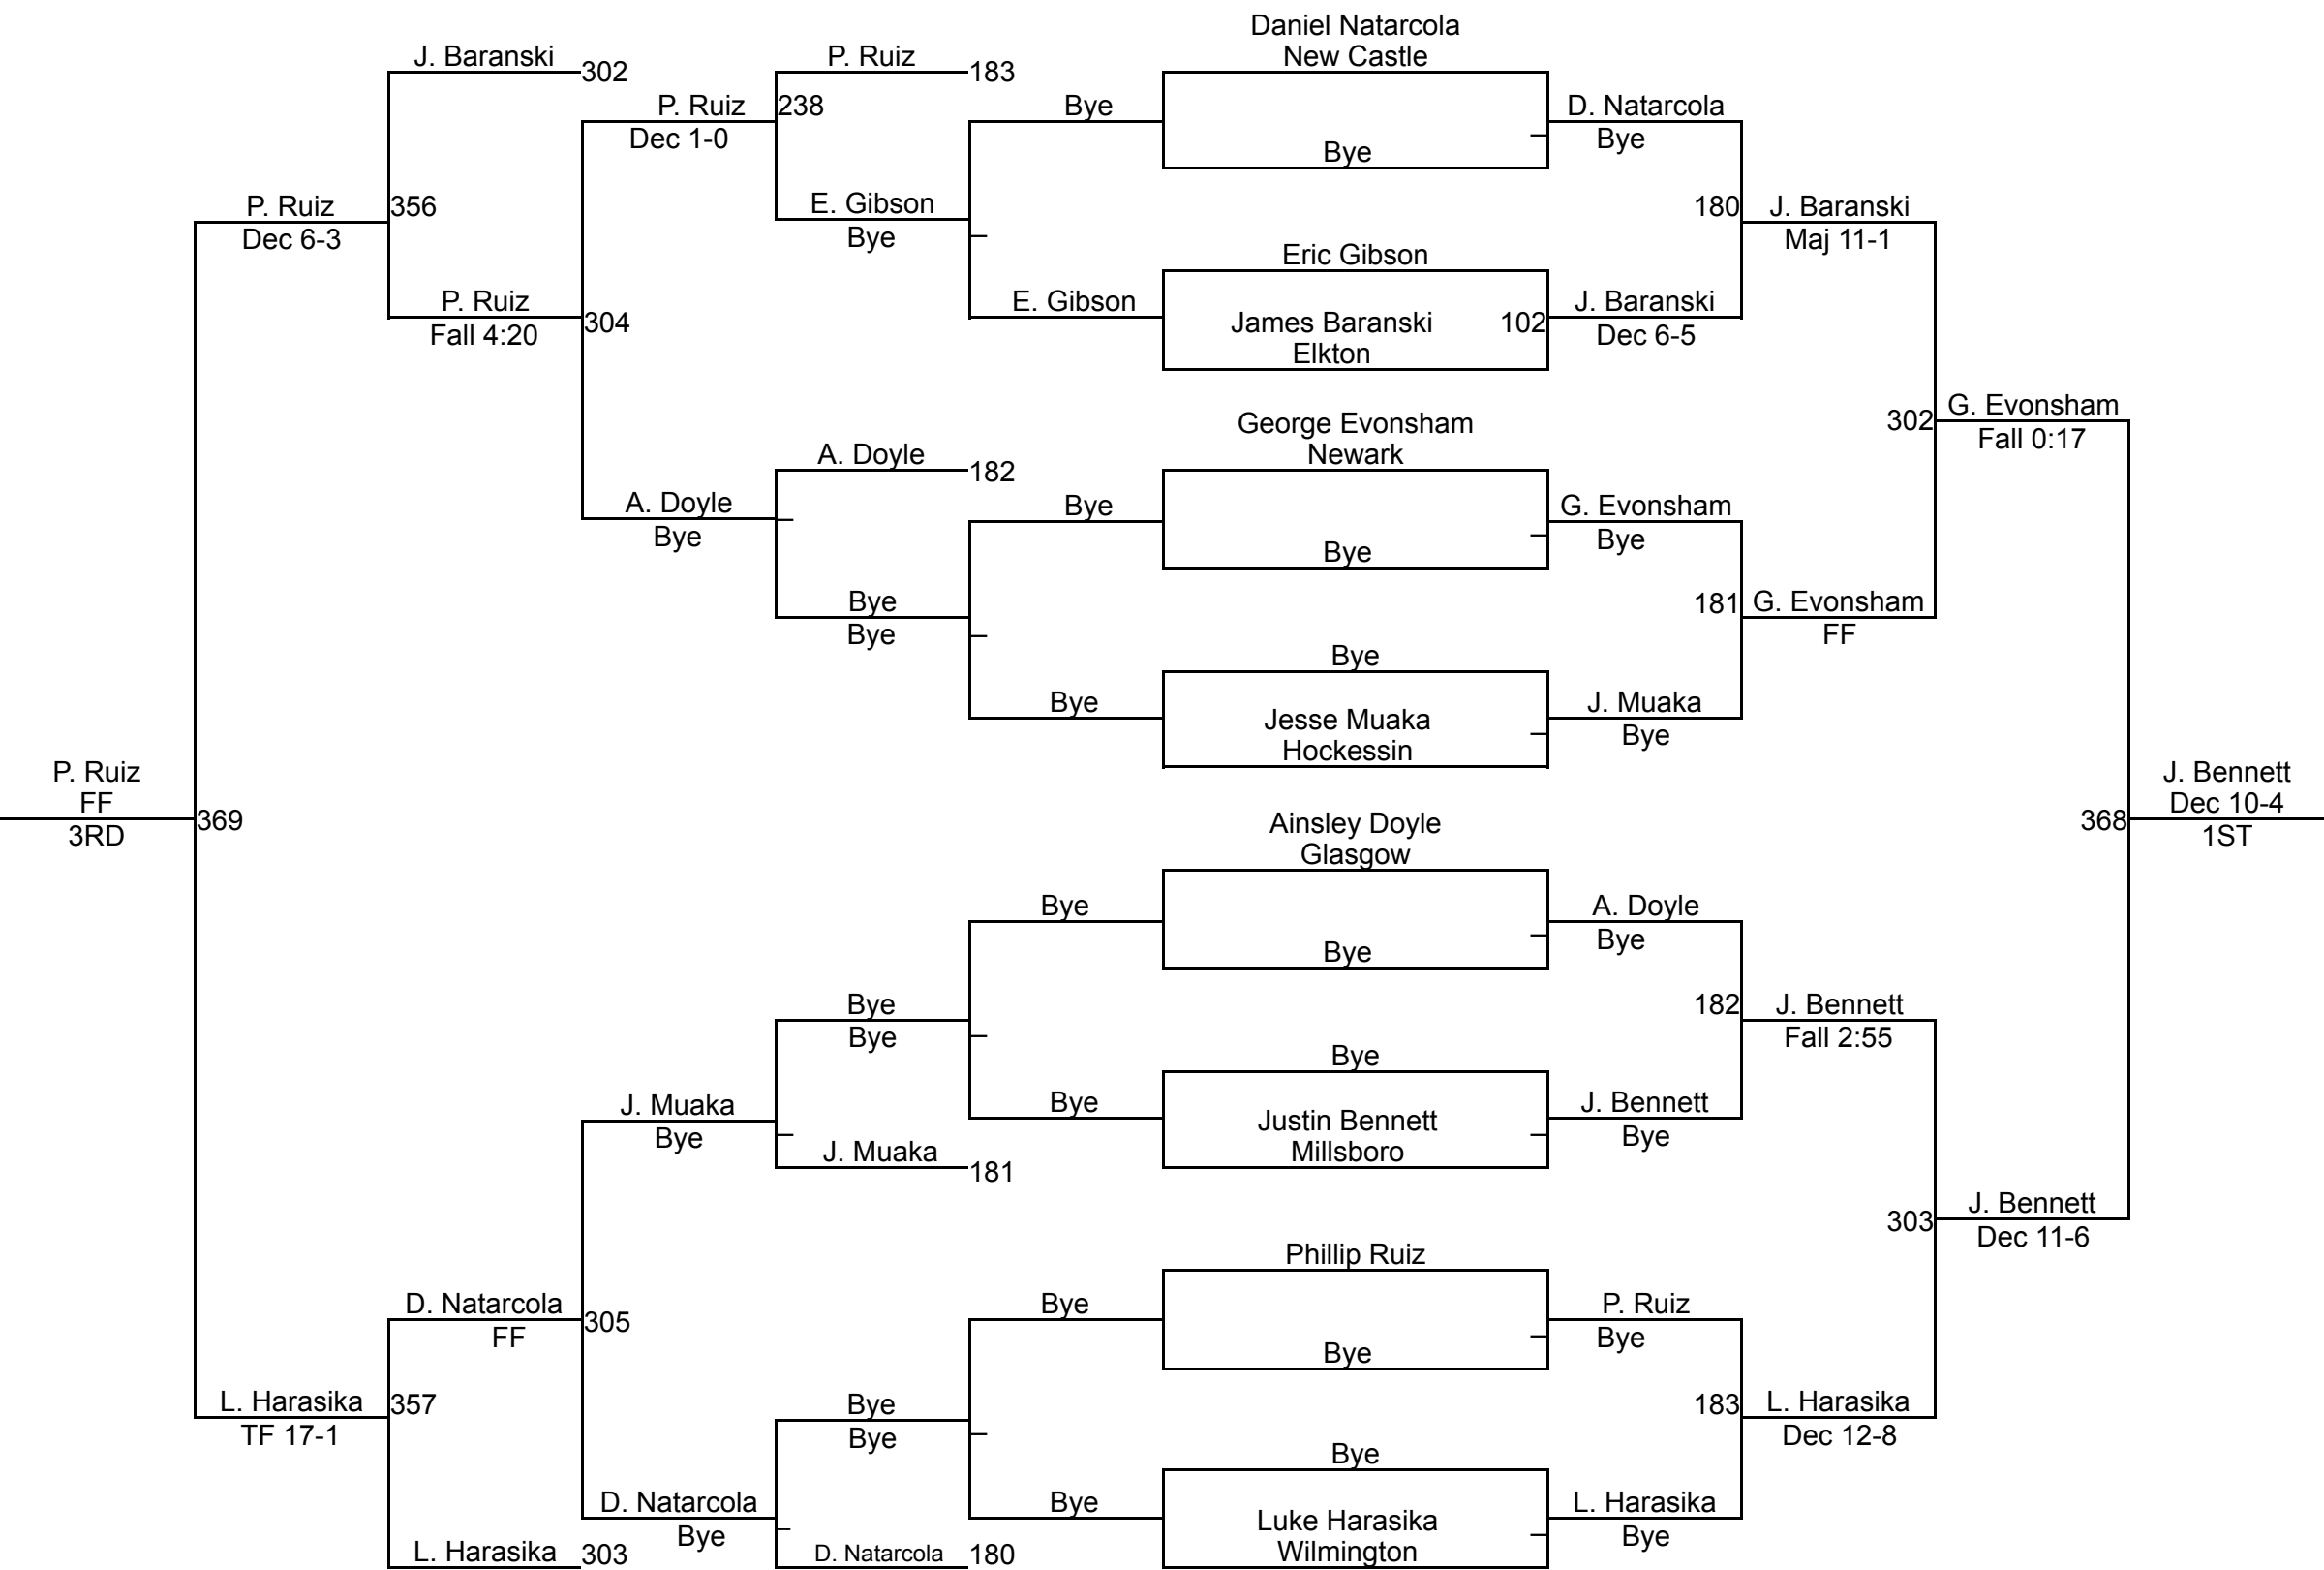 Daniel Natarcola
New Castle
J. Baranski
302
P. Ruiz
183
P. Ruiz
238
Dec 1-0
Bye
D. Natarcola
Bye
Bye
P. Ruiz
356
Dec 6-3
E. Gibson
Bye
180
J. Baranski
Maj 11-1
Eric Gibson
P. Ruiz
304
Fall 4:20
E. Gibson
James Baranski
102
Elkton
J. Baranski
Dec 6-5
George Evonsham
Newark
302
G. Evonsham
Fall 0:17
A. Doyle
182
A. Doyle
Bye
Bye
G. Evonsham
Bye
Bye
Bye
Bye
181
G. Evonsham
FF
Bye
Bye
Jesse Muaka
Hockessin
J. Muaka
Bye
P. Ruiz
FF
3RD
369
J. Bennett
Dec 10-4
1ST
368
Ainsley Doyle
Glasgow
Bye
A. Doyle
Bye
Bye
Bye
Bye
182
J. Bennett
Fall 2:55
Bye
J. Muaka
Bye
Bye
Justin Bennett
Millsboro
J. Bennett
Bye
J. Muaka
181
303
J. Bennett
Dec 11-6
Phillip Ruiz
D. Natarcola
305
FF
Bye
P. Ruiz
Bye
Bye
L. Harasika
357
TF 17-1
Bye
Bye
183
L. Harasika
Dec 12-8
Bye
D. Natarcola
Bye
Bye
Luke Harasika
Wilmington
L. Harasika
Bye
L. Harasika
303
D. Natarcola
180